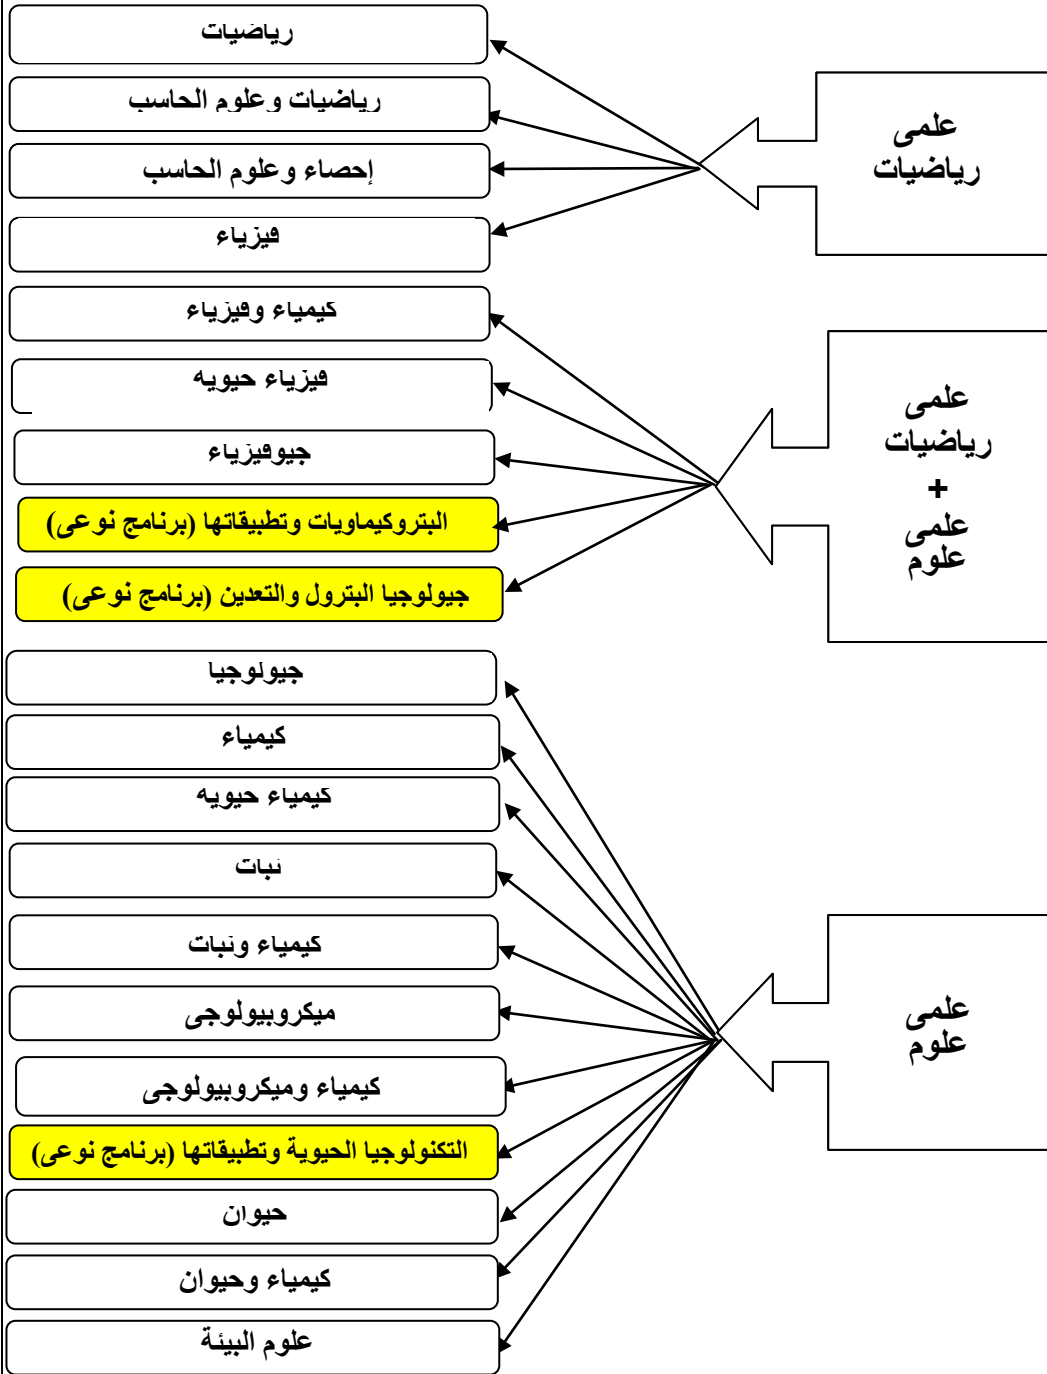 علمى
رياضيات
رياضيات
رياضيات وعلوم الحاسب
إحصاء وعلوم الحاسب
فيزياء
علمى
رياضيات
+
علمى
علوم
كيمياء وفيزياء
فيزياء حيويه
جيوفيزياء
البتروكيماويات وتطبيقاتها (برنامج نوعى)
جيولوجيا البترول والتعدين (برنامج نوعى)
علمى
علوم
جيولوجيا
كيمياء
كيمياء حيويه
نبات
كيمياء ونبات
ميكروبيولوجى
كيمياء وميكروبيولوجى
التكنولوجيا الحيوية وتطبيقاتها (برنامج نوعى)
حيوان
كيمياء وحيوان
علوم البيئة